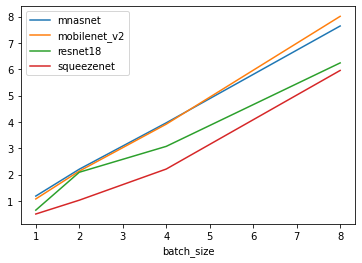 mnasnet
mobilenet_v2
resnet18
squeezenet
8
7
6
5
4
3
2
1
1 2 3 4 5 6 7 8
batch_size